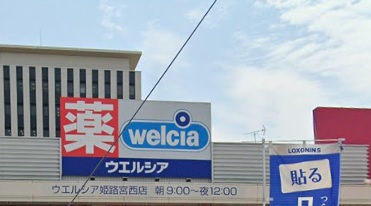 薬
welcia
ウエルシア
ウエルシア姫路宮西店 朝9:00〜夜12:00
LOXONIN S
貼る